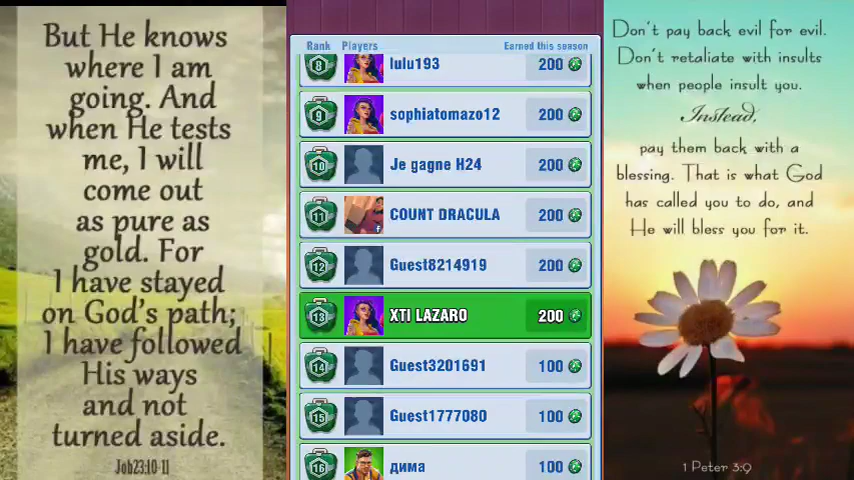 But He knows
where I am
going. And
when He tests
me, I will
come out
as pure as
gold. For
I have stayed
on God's path;
I have followed
His ways
and not
turned aside.
Job23:10-11
Rank Players Earned this season
8 lulu193 200
9 sophiatomazo12 200
10 Je gagne H24 200
11 COUNT DRACULA 200
12 Guest8214919 200
13 XTI LAZARO 200
14 Guest3201691 100
15 Guest1777080 100
16 дима 100
Don't pay back evil for evil.
Don't retaliate with insults
when people insult you.
Instead,
pay them back with a
blessing. That is what God
has called you to do, and
He will bless you for it.
1 Peter 3:9